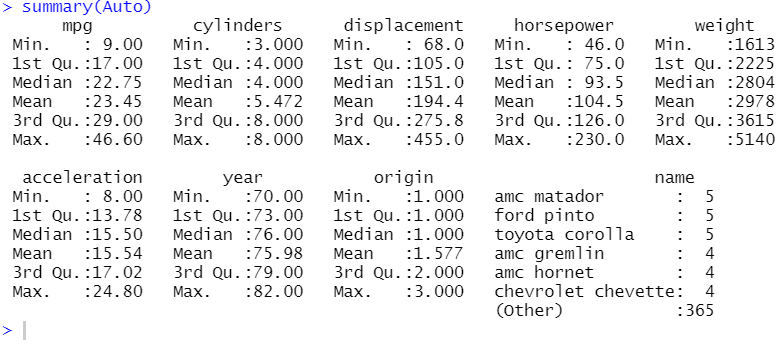 > summary(Auto)
      mpg          cylinders      displacement     horsepower        weight
 Min.   : 9.00   Min.   :3.000   Min.   : 68.0   Min.   : 46.0   Min.   :1613
 1st Qu.:17.00   1st Qu.:4.000   1st Qu.:105.0   1st Qu.: 75.0   1st Qu.:2225
 Median :22.75   Median :4.000   Median :151.0   Median : 93.5   Median :2804
 Mean   :23.45   Mean   :5.472   Mean   :194.4   Mean   :104.5   Mean   :2978
 3rd Qu.:29.00   3rd Qu.:8.000   3rd Qu.:275.8   3rd Qu.:126.0   3rd Qu.:3615
 Max.   :46.60   Max.   :8.000   Max.   :455.0   Max.   :230.0   Max.   :5140
  acceleration        year           origin                      name
 Min.   : 8.00   Min.   :70.00   Min.   :1.000   amc matador       :  5
 1st Qu.:13.78   1st Qu.:73.00   1st Qu.:1.000   ford pinto        :  5
 Median :15.50   Median :76.00   Median :1.000   toyota corolla    :  5
 Mean   :15.54   Mean   :75.98   Mean   :1.577   amc gremlin       :  4
 3rd Qu.:17.02   3rd Qu.:79.00   3rd Qu.:2.000   amc hornet        :  4
 Max.   :24.80   Max.   :82.00   Max.   :3.000   chevrolet chevette:  4
                                                 (Other)           :365
>